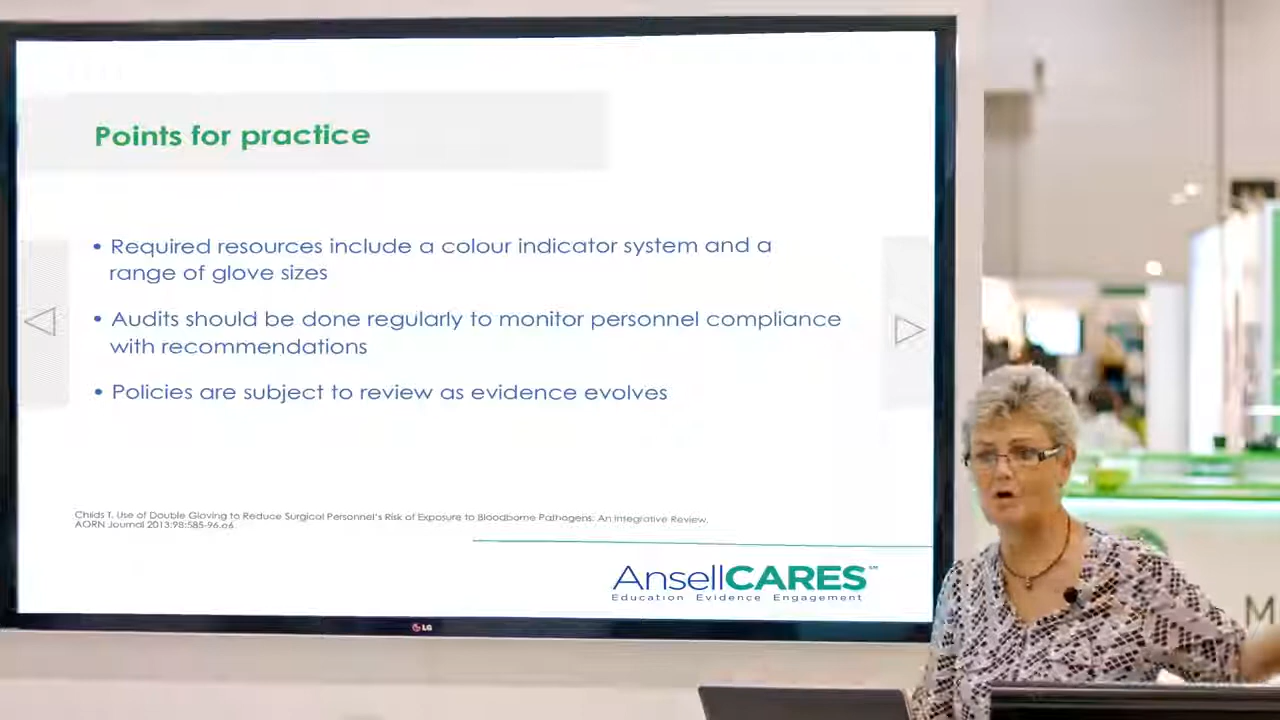 Points for practice
• Required resources include a colour indicator system and a
range of glove sizes
• Audits should be done regularly to monitor personnel compliance
with recommendations
• Policies are subject to review as evidence evolves
Childs T. Use of Double Gloving to Reduce Surgical Personnel's Risk of Exposure to Bloodborne Pathogens: An Integrative Review.
AORN Journal 2013;98:585-96.e6
AnsellCARES℠
Education Evidence Engagement
LG
M